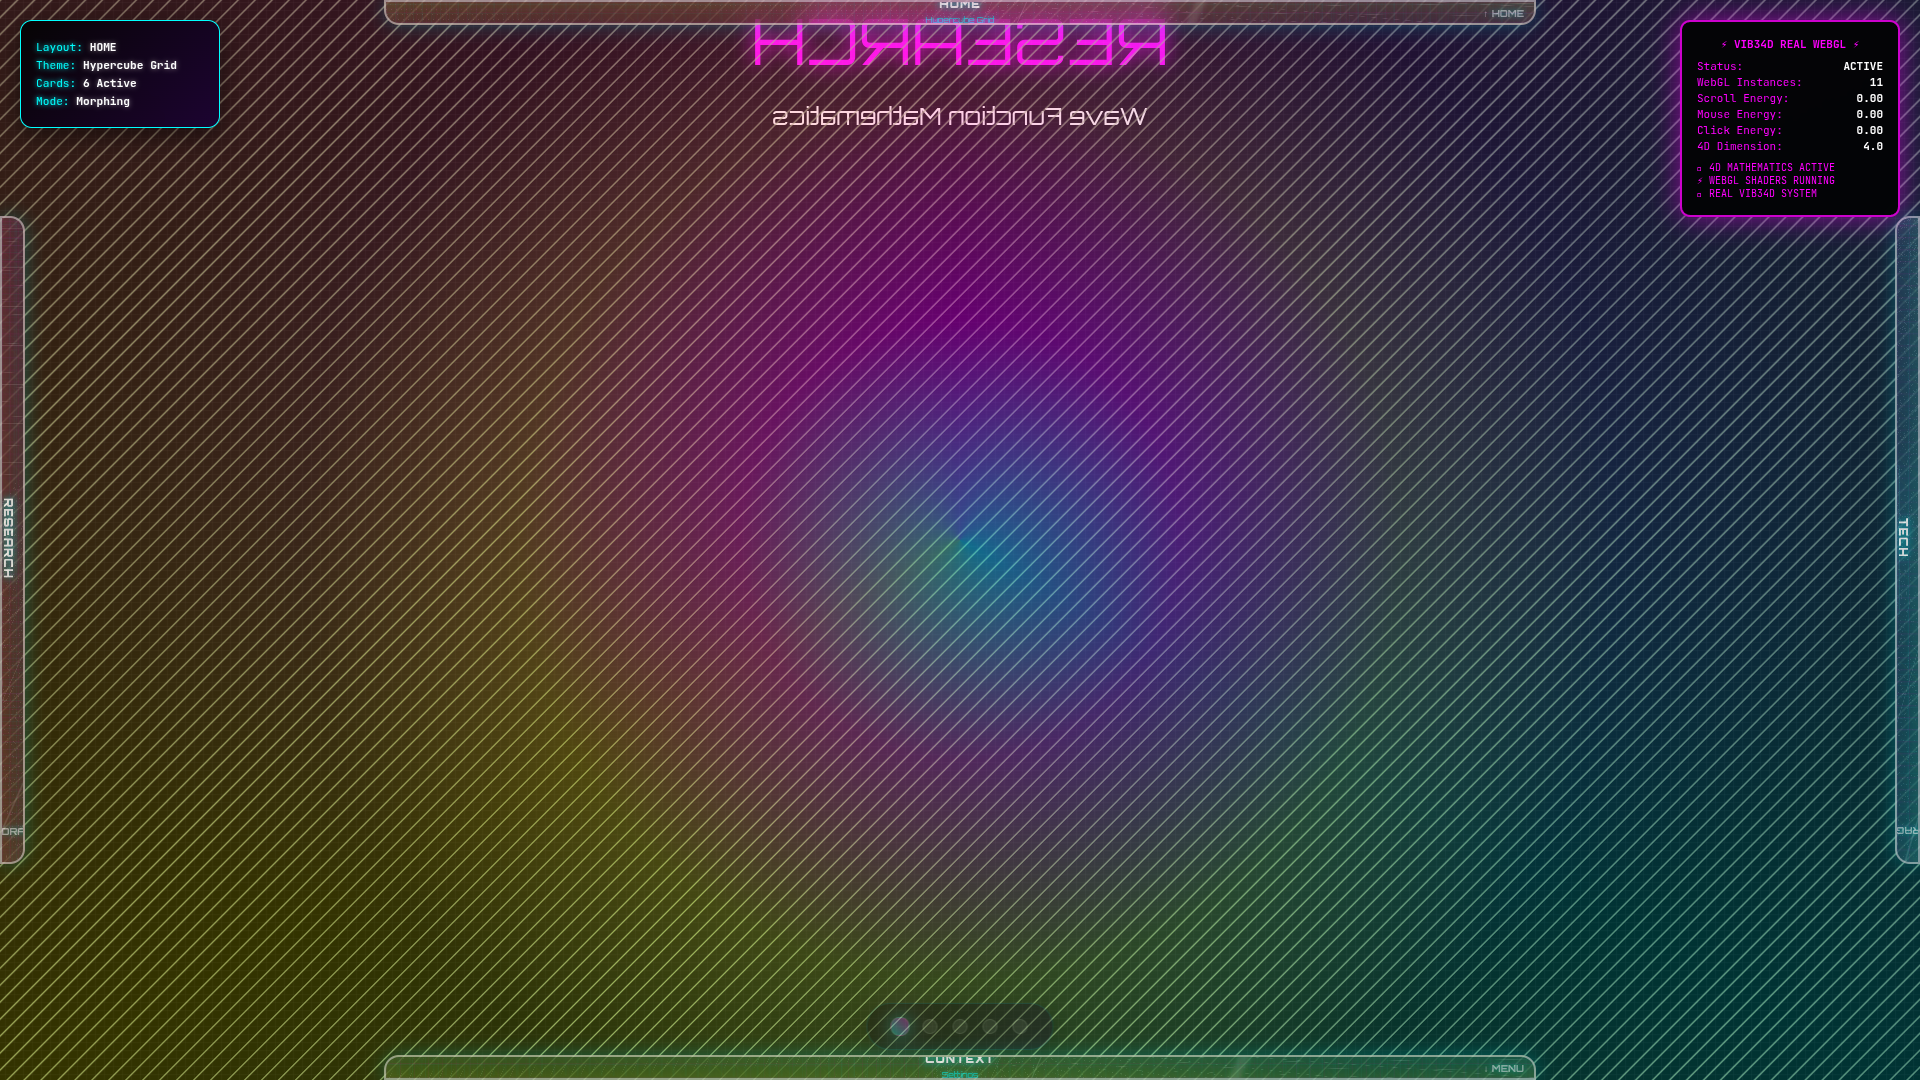 HOME
Hypercube Grid
↑ HOME
Layout: HOME
Theme: Hypercube Grid
Cards: 6 Active
Mode: Morphing
RESEARCH
Wave Function Mathematics
⚡ VIB34D REAL WEBGL ⚡
Status: ACTIVE
WebGL Instances: 11
Scroll Energy: 0.00
Mouse Energy: 0.00
Click Energy: 0.00
4D Dimension: 4.0
4D MATHEMATICS ACTIVE
⚡ WEBGL SHADERS RUNNING
REAL VIB34D SYSTEM
RESEARCH
TECH
CONTEXT
Settings
↓ MENU